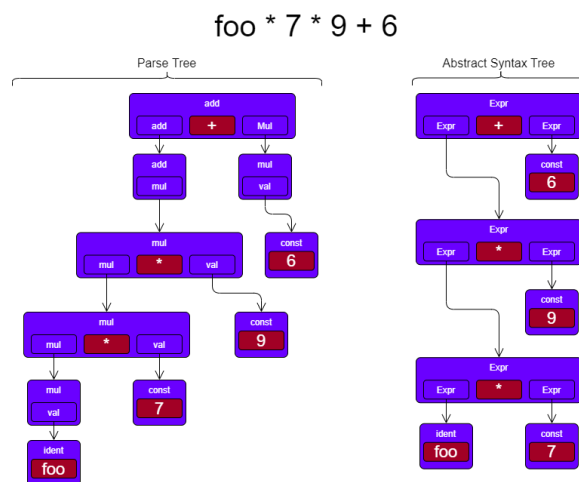 foo * 7 * 9 + 6
Parse Tree
Abstract Syntax Tree
add
add + Mul
Expr
Expr + Expr
add
mul
mul
val
const
6
mul
mul * val
const
6
Expr
Expr * Expr
mul
mul * val
const
9
const
9
mul
val
const
7
Expr
Expr * Expr
ident
foo
ident
foo
const
7